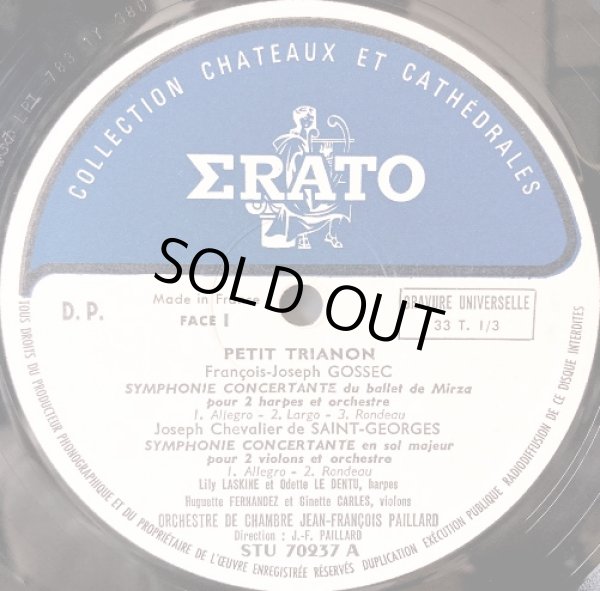 COLLECTION CHATEAUX ET CATHÉDRALES
ΣRATO
SOLD OUT
D. P.
Made in France
FACE I
GRAVURE UNIVERSELLE
33 T. 1/3
PETIT TRIANON
François-Joseph GOSSEC
SYMPHONIE CONCERTANTE du ballet de Mirza
pour 2 harpes et orchestre
1. Allegro - 2. Largo - 3. Rondeau
Joseph Chevalier de SAINT-GEORGES
SYMPHONIE CONCERTANTE en sol majeur
pour 2 violons et orchestre
1. Allegro - 2. Rondeau
Lily LASKINE et Odette LE DENTU, harpes
Huguette FERNANDEZ et Ginette CARLES, violons
ORCHESTRE DE CHAMBRE JEAN-FRANÇOIS PAILLARD
Direction : J.-F. PAILLARD
STU 70237 A
TOUS DROITS DU PRODUCTEUR PHONOGRAPHIQUE ET DU PROPRIÉTAIRE DE L'ŒUVRE ENREGISTRÉE RÉSERVÉS DUPLICATION EXÉCUTION PUBLIQUE RADIODIFFUSION DE CE DISQUE INTERDITES